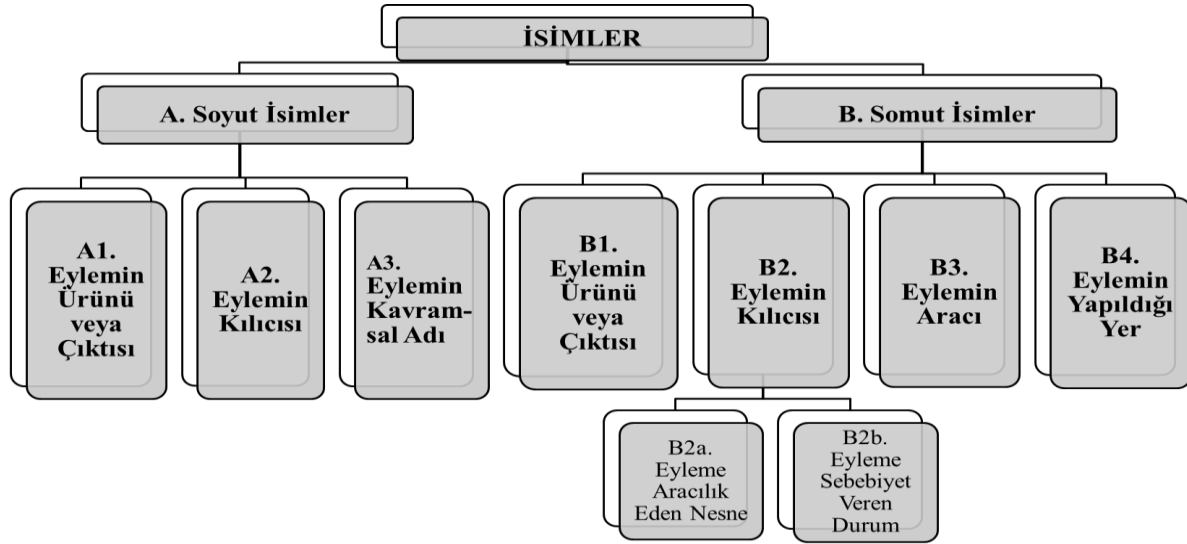 İSİMLER
A. Soyut İsimler
B. Somut İsimler
A1.
Eylemin
Ürünü
veya
Çıktısı
A2.
Eylemin
Kılıcısı
A3.
Eylemin
Kavram-
sal Adı
B1.
Eylemin
Ürünü
veya
Çıktısı
B2.
Eylemin
Kılıcısı
B3.
Eylemin
Aracı
B4.
Eylemin
Yapıldığı
Yer
B2a.
Eyleme
Aracılık
Eden Nesne
B2b.
Eyleme
Sebebiyet
Veren
Durum